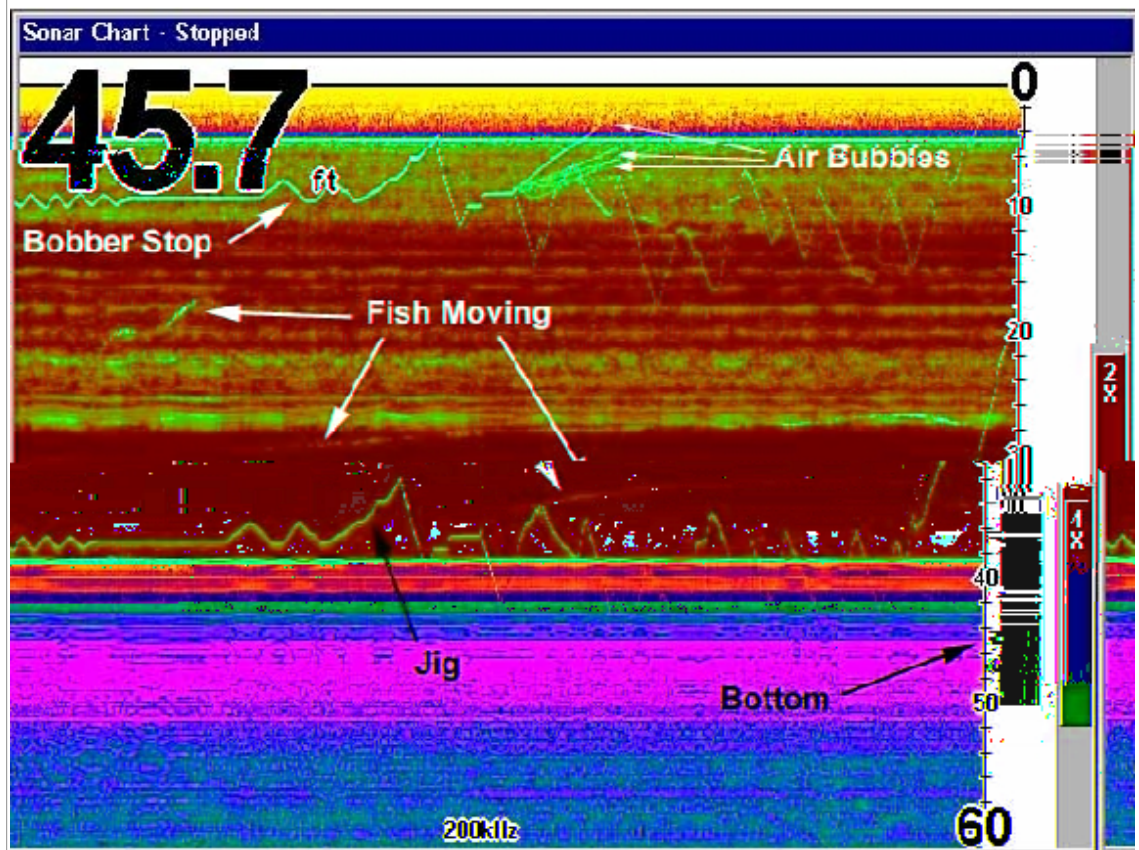 Sonar Chart - Stopped
45.7 ft
0
Air Bubbles
10
Bobber Stop
Fish Moving
20
2X
4X
40
Jig
Bottom
50
200kHz
60